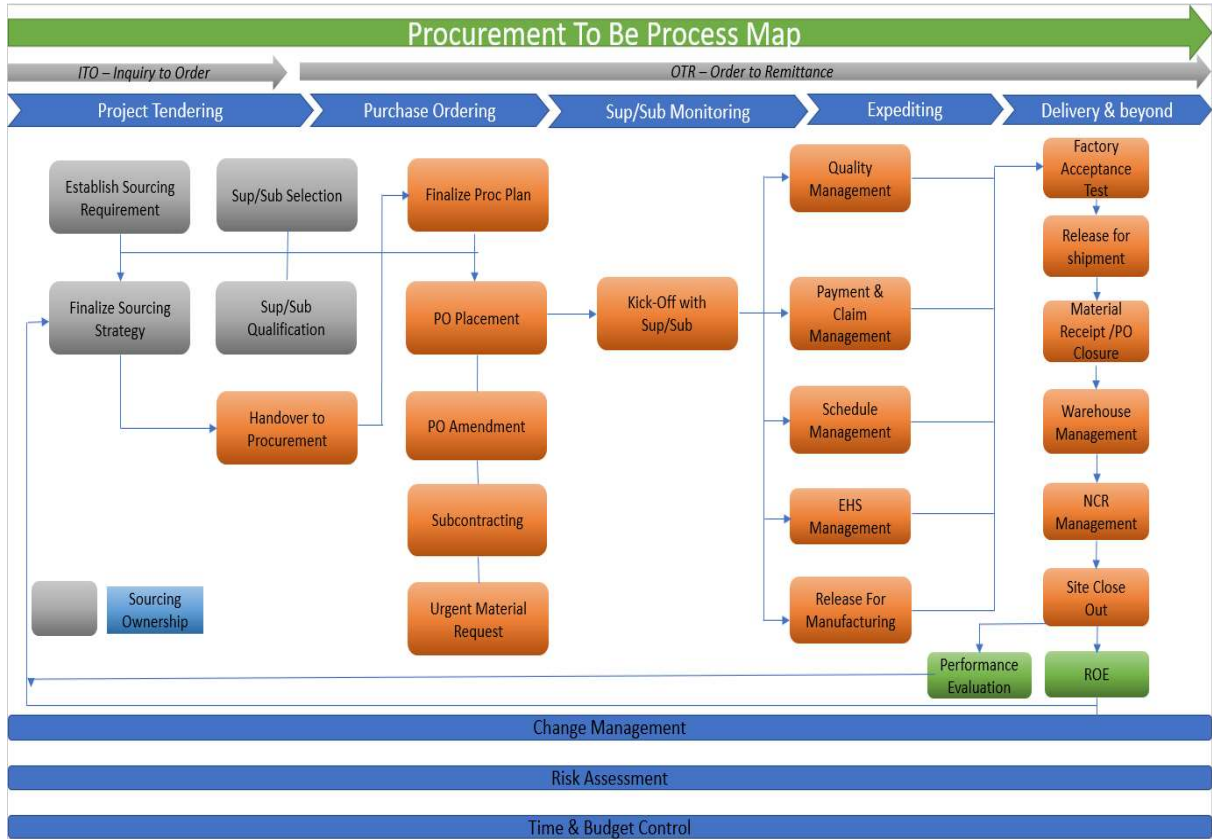 Procurement To Be Process Map
ITO – Inquiry to Order
OTR – Order to Remittance
Project Tendering
Purchase Ordering
Sup/Sub Monitoring
Expediting
Delivery & beyond
Establish Sourcing
Requirement
Sup/Sub Selection
Finalize Proc Plan
Quality
Management
Factory
Acceptance
Test
Release for
shipment
Finalize Sourcing
Strategy
Sup/Sub
Qualification
PO Placement
Kick-Off with
Sup/Sub
Payment &
Claim
Management
Material
Receipt /PO
Closure
Handover to
Procurement
PO Amendment
Schedule
Management
Warehouse
Management
Subcontracting
EHS
Management
NCR
Management
Sourcing
Ownership
Urgent Material
Request
Release For
Manufacturing
Site Close
Out
Performance
Evaluation
ROE
Change Management
Risk Assessment
Time & Budget Control